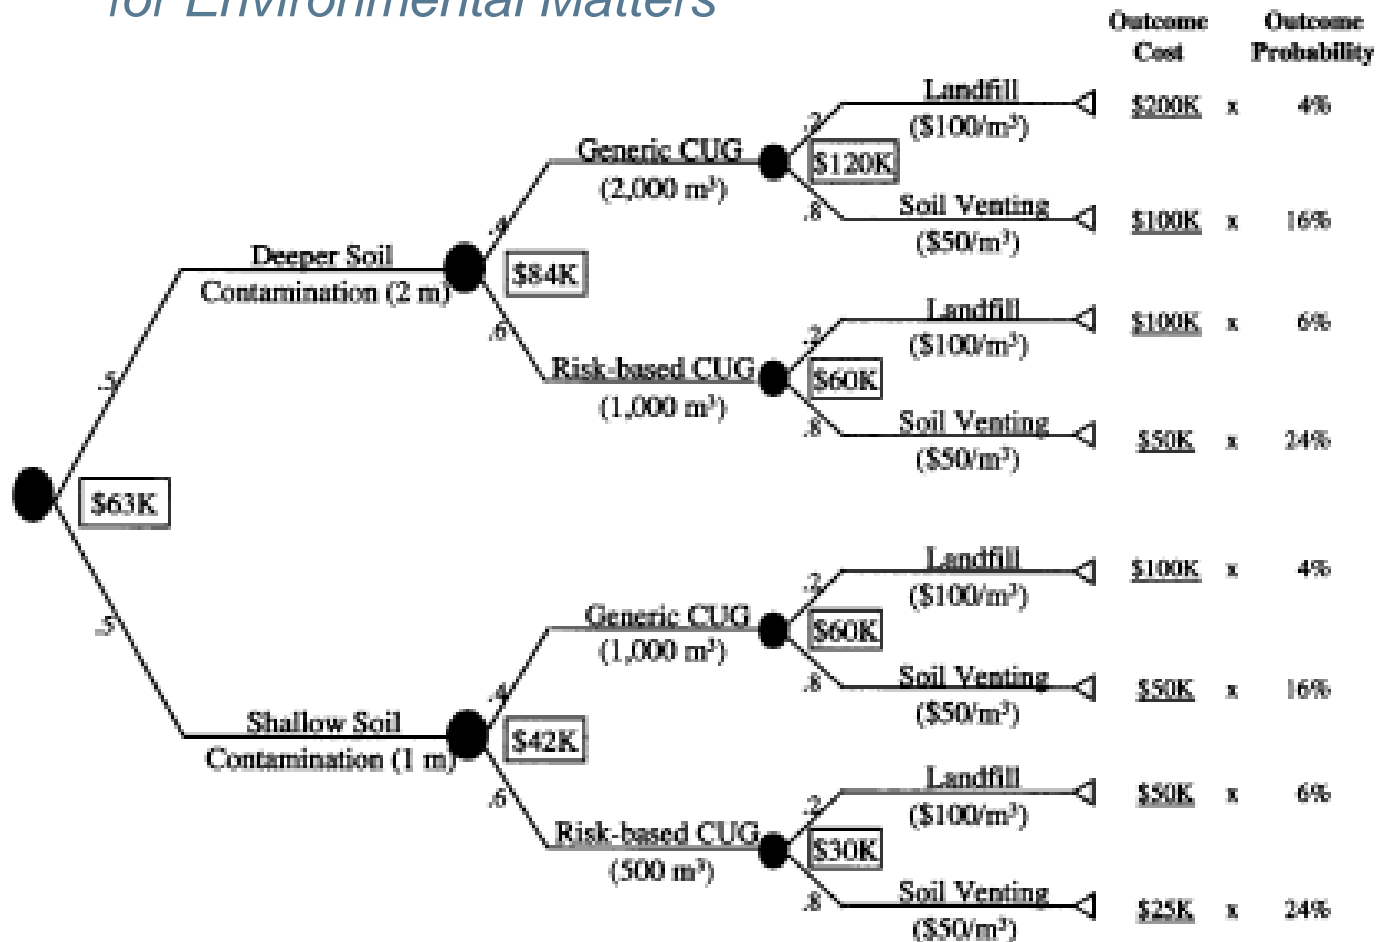 for Environmental Matters
Outcome Cost
Outcome Probability
Landfill
($100/m³)
.2
$200K x 4%
Generic CUG
(2,000 m³)
$120K
.8
Soil Venting
($50/m³)
$100K x 16%
.4
Deeper Soil
Contamination (2 m)
$84K
Landfill
($100/m³)
.2
$100K x 6%
.6
Risk-based CUG
(1,000 m³)
$60K
.8
Soil Venting
($50/m³)
$50K x 24%
.5
$63K
Landfill
($100/m³)
.2
$100K x 4%
.5
Generic CUG
(1,000 m³)
$60K
.8
Soil Venting
($50/m³)
$50K x 16%
.4
Shallow Soil
Contamination (1 m)
$42K
Landfill
($100/m³)
.2
$50K x 6%
.6
Risk-based CUG
(500 m³)
$30K
.8
Soil Venting
($50/m³)
$25K x 24%